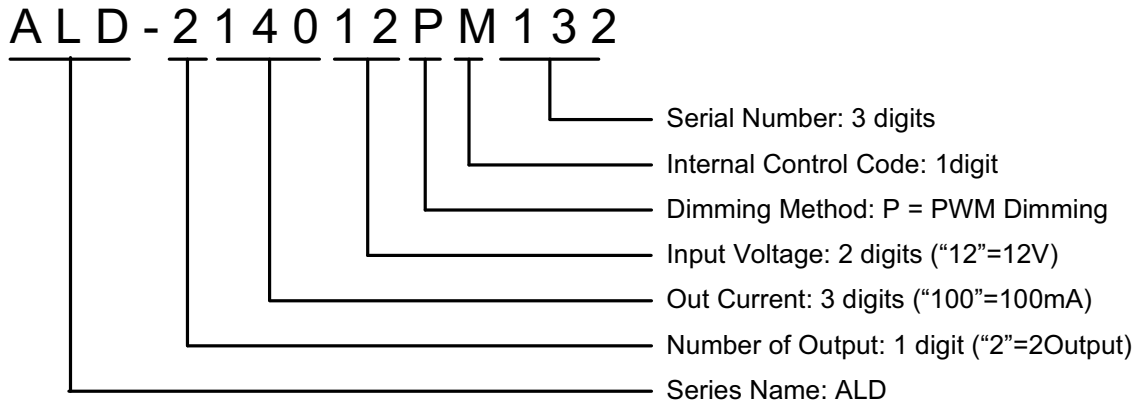 ALD-214012PM132
Serial Number: 3 digits
Internal Control Code: 1digit
Dimming Method: P = PWM Dimming
Input Voltage: 2 digits (“12”=12V)
Out Current: 3 digits (“100”=100mA)
Number of Output: 1 digit (“2”=2Output)
Series Name: ALD